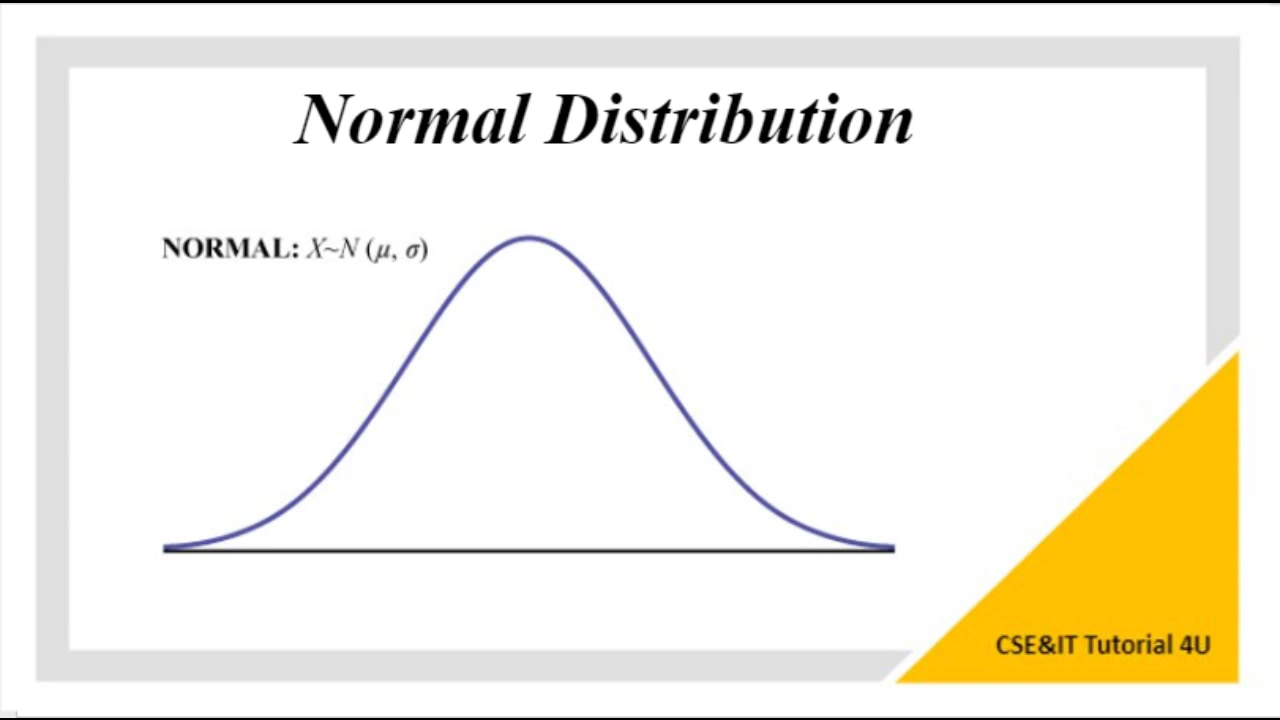 Normal Distribution
NORMAL: X~N (μ, σ)
CSE&IT Tutorial 4U